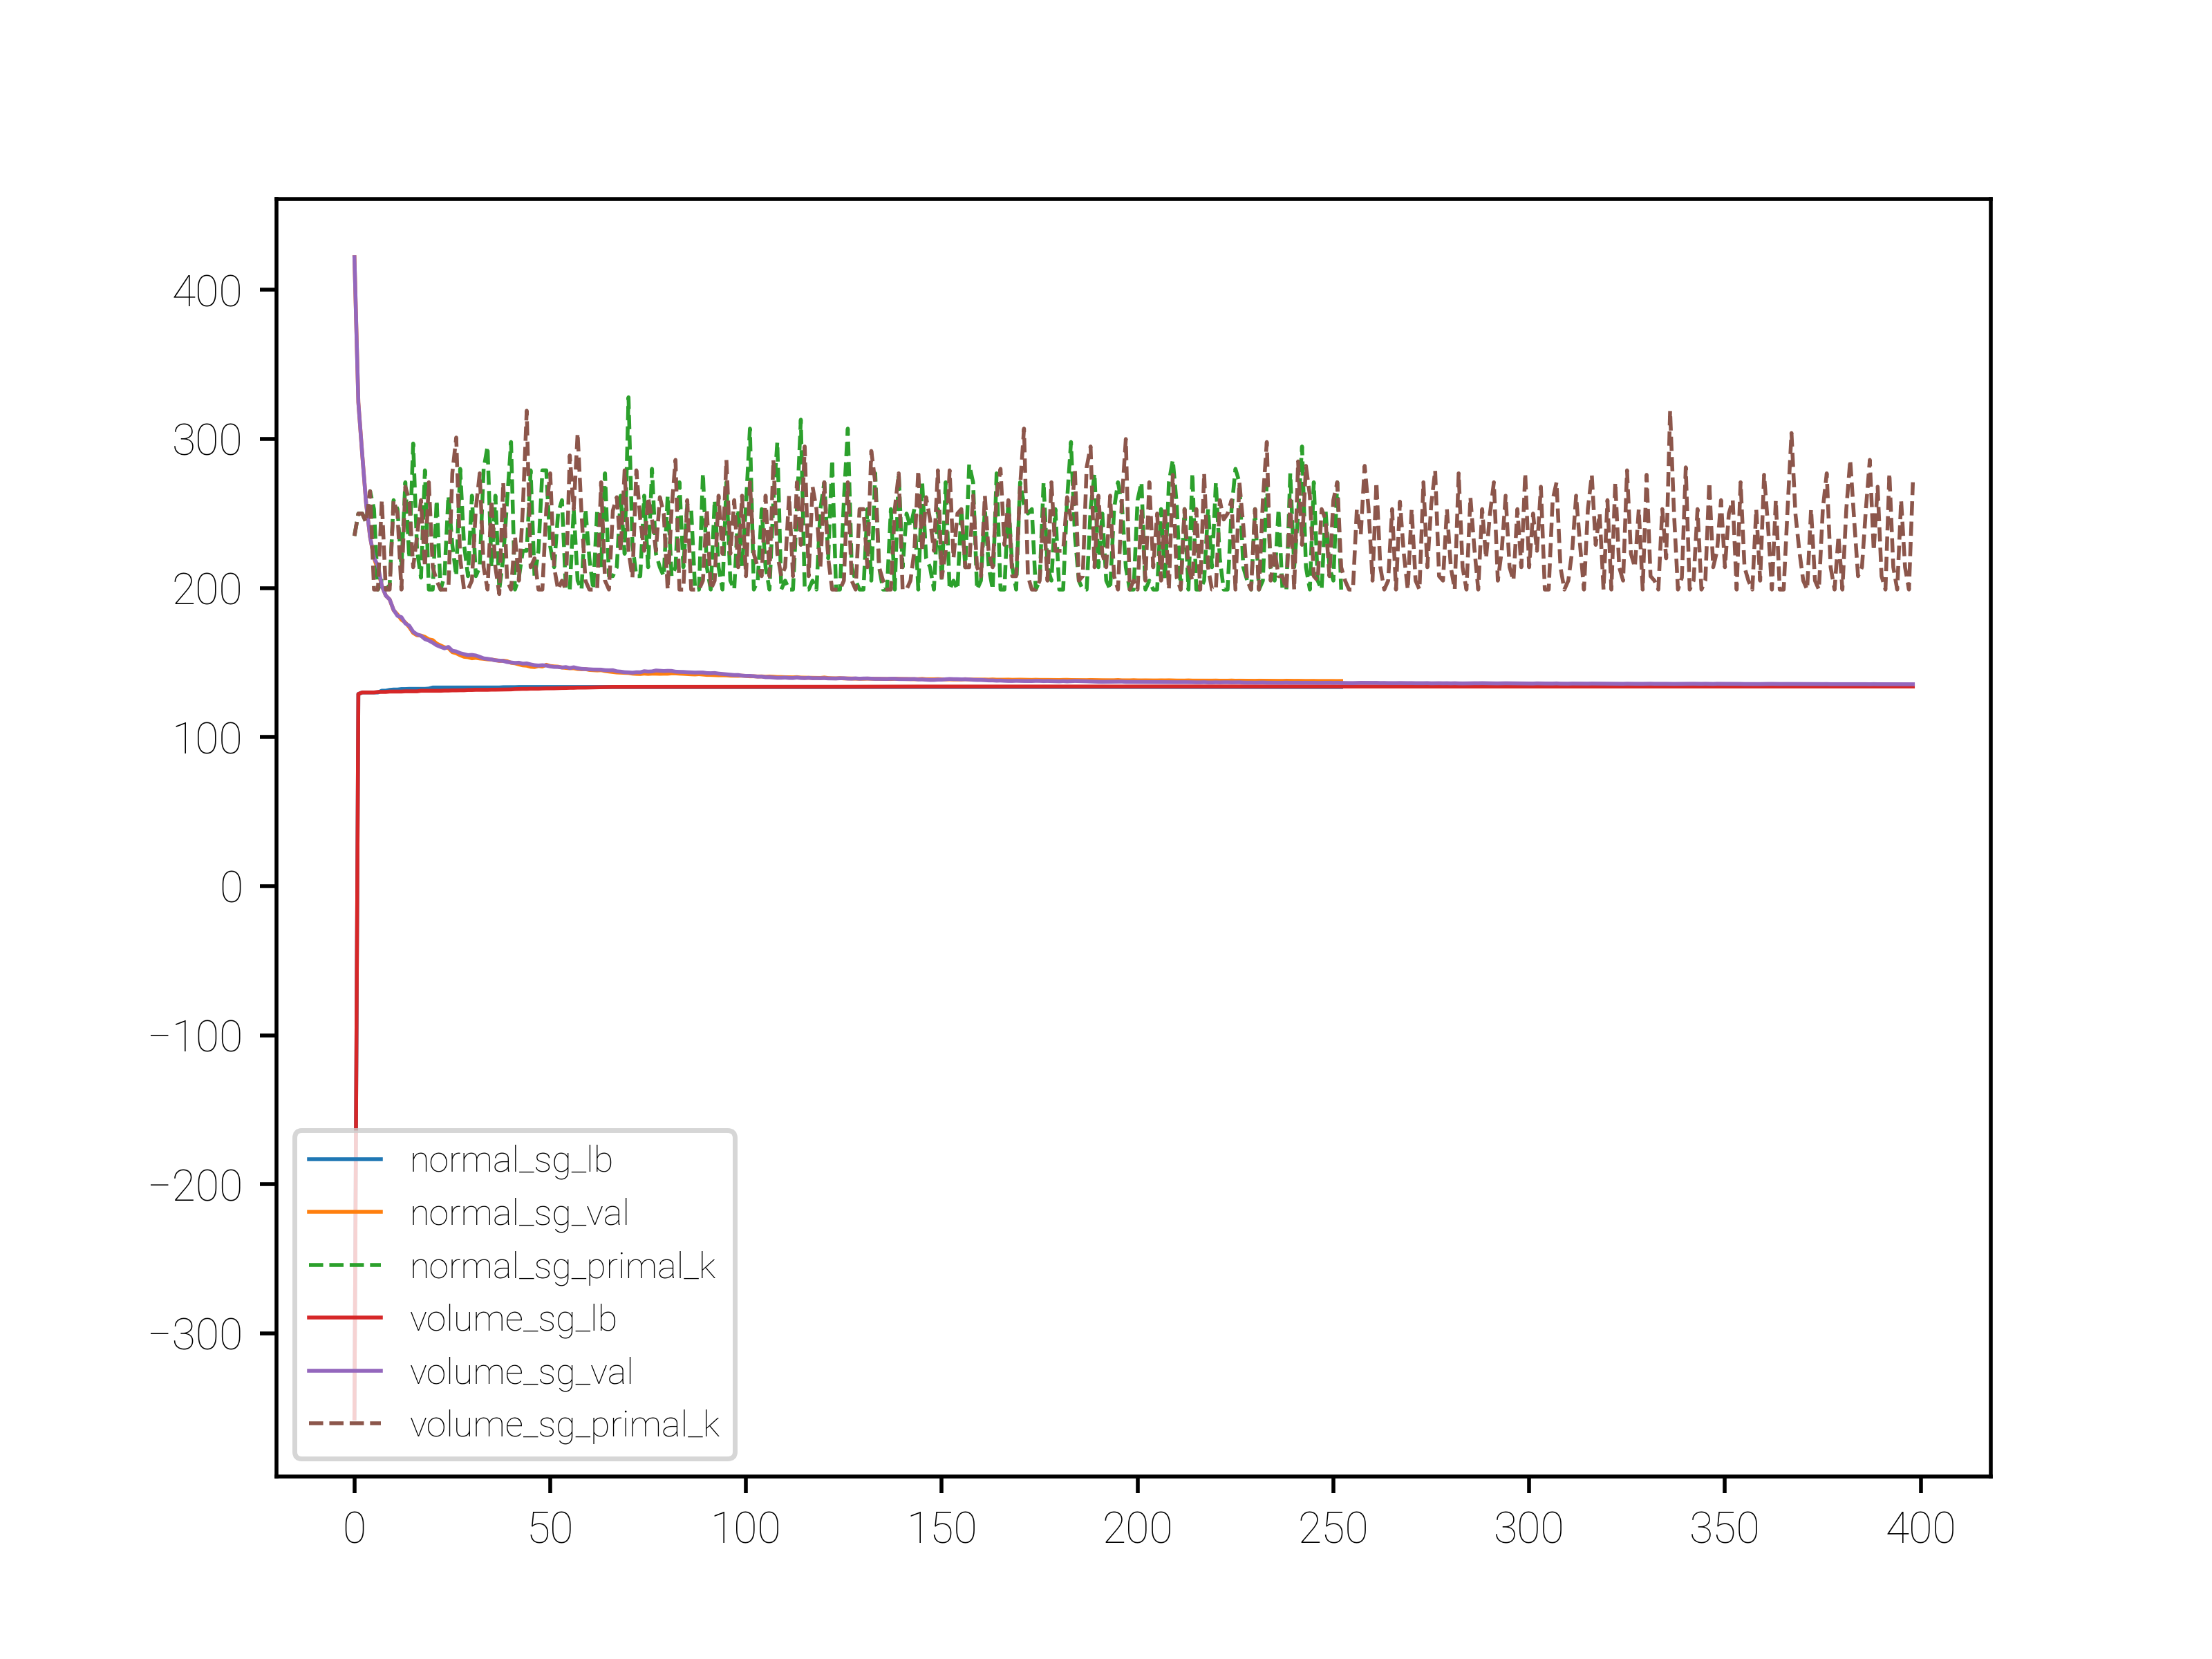 400
300
200
100
0
−100
−200
−300
normal_sg_lb
normal_sg_val
normal_sg_primal_k
volume_sg_lb
volume_sg_val
volume_sg_primal_k
0 50 100 150 200 250 300 350 400